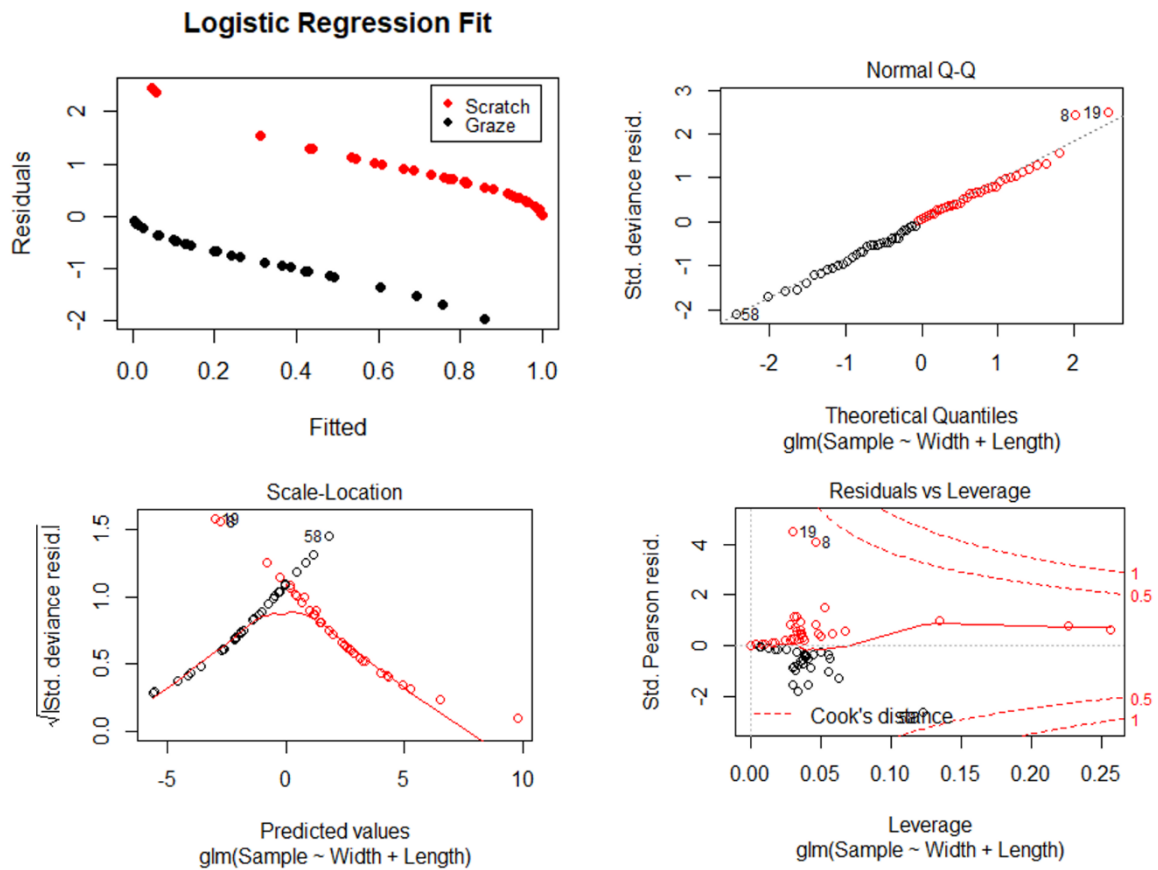 Logistic Regression Fit
Residuals
2
1
0
-1
-2
Scratch
Graze
0.0 0.2 0.4 0.6 0.8 1.0
Fitted
Normal Q-Q
Std. deviance resid.
3
2
1
0
-1
-2
8 19
58
-2 -1 0 1 2
Theoretical Quantiles
glm(Sample ~ Width + Length)
Scale-Location
√|Std. deviance resid.|
1.5
1.0
0.5
0.0
19
8
58
-5 0 5 10
Predicted values
glm(Sample ~ Width + Length)
Residuals vs Leverage
Std. Pearson resid.
4
2
0
-2
19
8
1
0.5
0.5
1
Cook's distance
58
0.00 0.05 0.10 0.15 0.20 0.25
Leverage
glm(Sample ~ Width + Length)